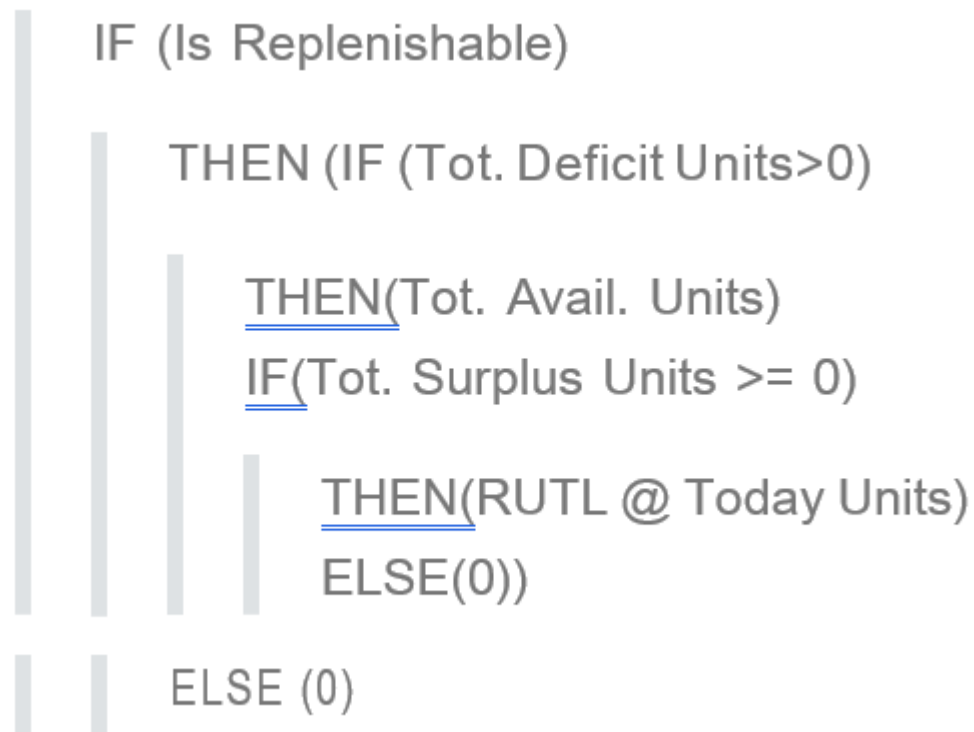 IF (Is Replenishable)
THEN (IF (Tot. Deficit Units>0)
THEN(Tot. Avail. Units)
IF(Tot. Surplus Units >= 0)
THEN(RUTL @ Today Units)
ELSE(0))
ELSE (0)